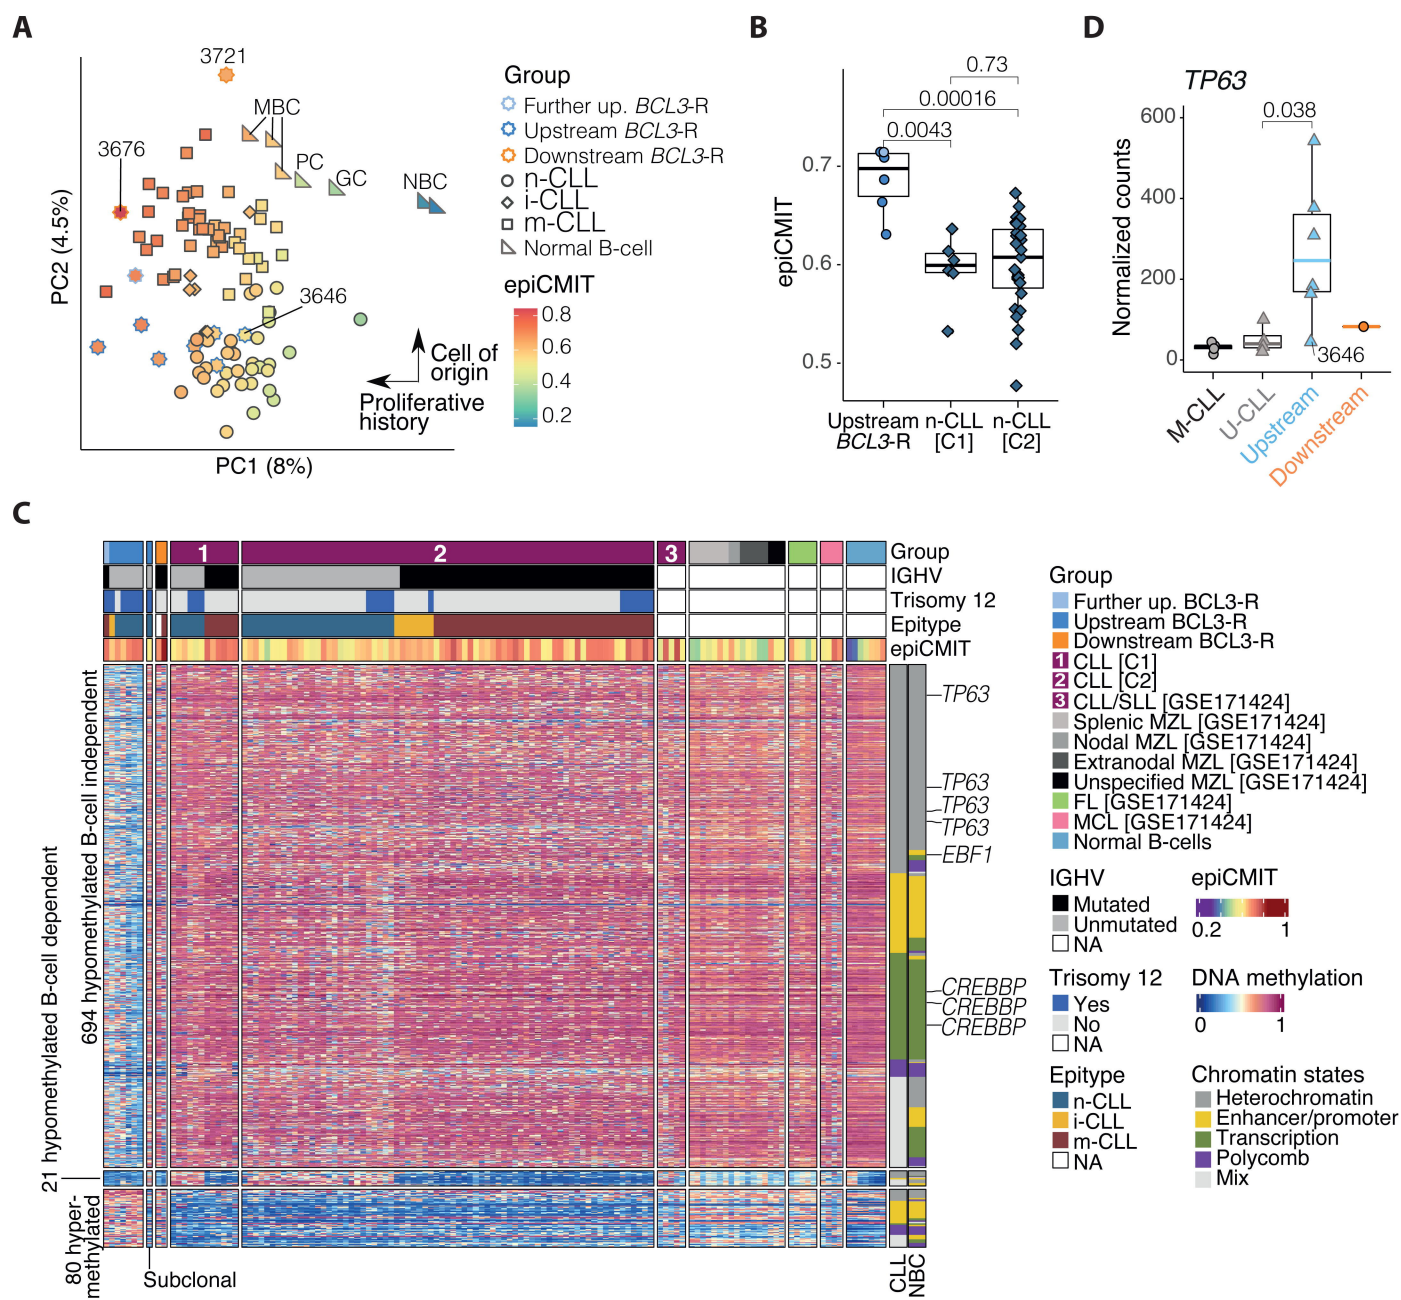 A
3721
MBC
3676
PC
GC
NBC
3646
Cell of
origin
Proliferative
history
PC2 (4.5%)
PC1 (8%)
Group
Further up. BCL3-R
Upstream BCL3-R
Downstream BCL3-R
n-CLL
i-CLL
m-CLL
Normal B-cell
epiCMIT
0.8
0.6
0.4
0.2
B
0.73
0.00016
0.0043
epiCMIT
0.7
0.6
0.5
Upstream
BCL3-R
n-CLL
[C1]
n-CLL
[C2]
D
TP63
Normalized counts
600
400
200
0
0.038
3646
M-CLL
U-CLL
Upstream
Downstream
C
1
2
3
Group
IGHV
Trisomy 12
Epitype
epiCMIT
694 hypomethylated B-cell independent
21 hypomethylated B-cell dependent
80 hyper-
methylated
Subclonal
TP63
TP63
TP63
TP63
EBF1
CREBBP
CREBBP
CREBBP
CLL
NBC
Group
Further up. BCL3-R
Upstream BCL3-R
Downstream BCL3-R
1 CLL [C1]
2 CLL [C2]
3 CLL/SLL [GSE171424]
Splenic MZL [GSE171424]
Nodal MZL [GSE171424]
Extranodal MZL [GSE171424]
Unspecified MZL [GSE171424]
FL [GSE171424]
MCL [GSE171424]
Normal B-cells
IGHV
Mutated
Unmutated
NA
epiCMIT
0.2 1
Trisomy 12
Yes
No
NA
DNA methylation
0 1
Epitype
n-CLL
i-CLL
m-CLL
NA
Chromatin states
Heterochromatin
Enhancer/promoter
Transcription
Polycomb
Mix